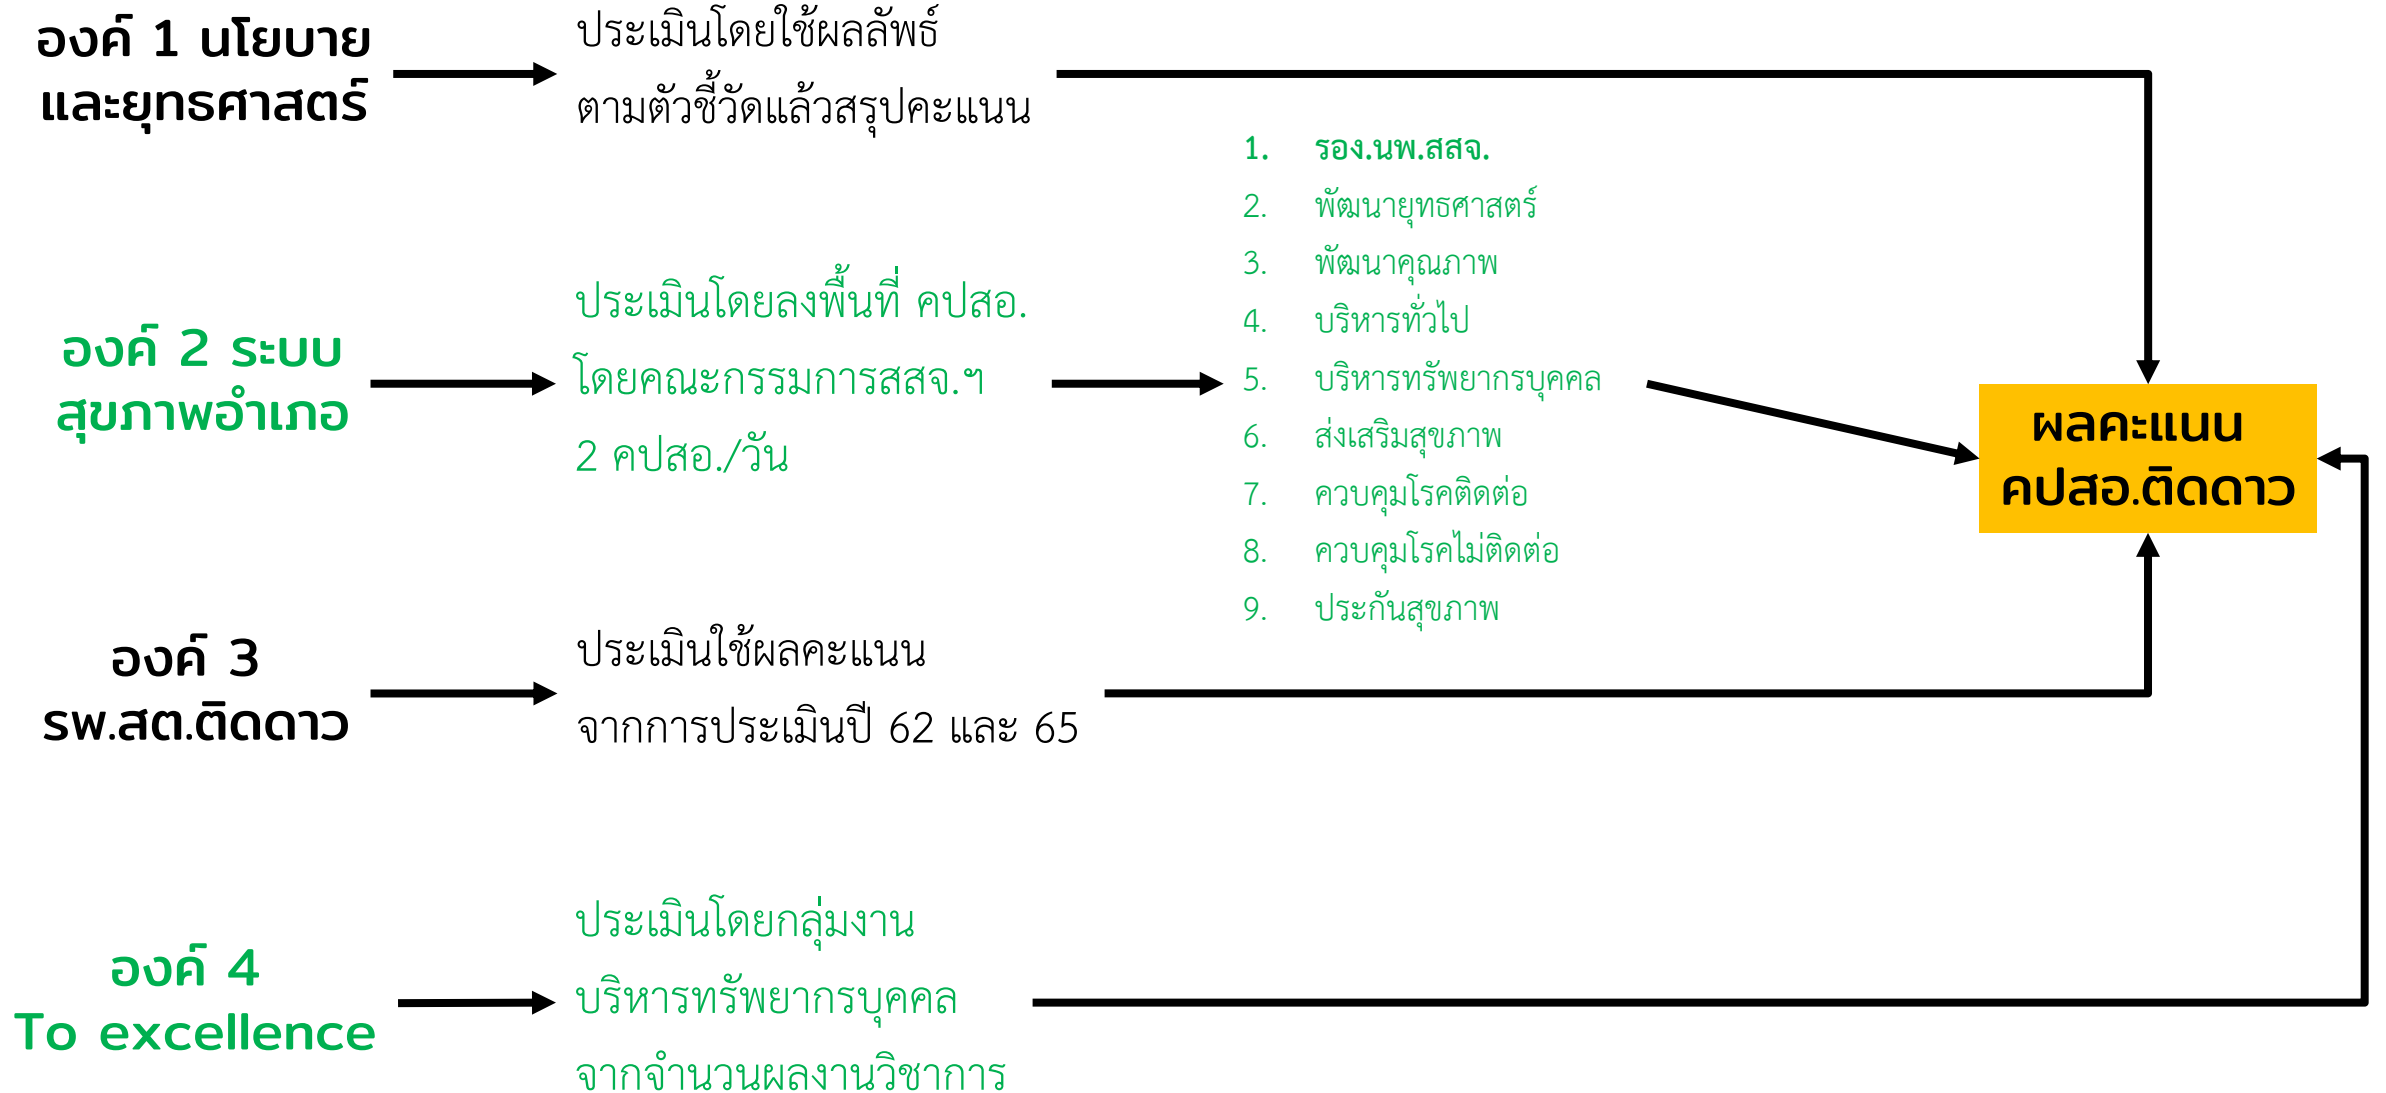 องค์ 1 นโยบาย
และยุทธศาสตร์
ประเมินโดยใช้ผลลัพธ์
ตามตัวชี้วัดแล้วสรุปคะแนน
องค์ 2 ระบบ
สุขภาพอำเภอ
ประเมินโดยลงพื้นที่ คปสอ.
โดยคณะกรรมการสสจ.ฯ
2 คปสอ./วัน
1. รอง.นพ.สสจ.
2. พัฒนายุทธศาสตร์
3. พัฒนาคุณภาพ
4. บริหารทั่วไป
5. บริหารทรัพยากรบุคคล
6. ส่งเสริมสุขภาพ
7. ควบคุมโรคติดต่อ
8. ควบคุมโรคไม่ติดต่อ
9. ประกันสุขภาพ
ผลคะแนน
คปสอ.ติดดาว
องค์ 3
รพ.สต.ติดดาว
ประเมินใช้ผลคะแนน
จากการประเมินปี 62 และ 65
องค์ 4
To excellence
ประเมินโดยกลุ่มงาน
บริหารทรัพยากรบุคคล
จากจำนวนผลงานวิชาการ